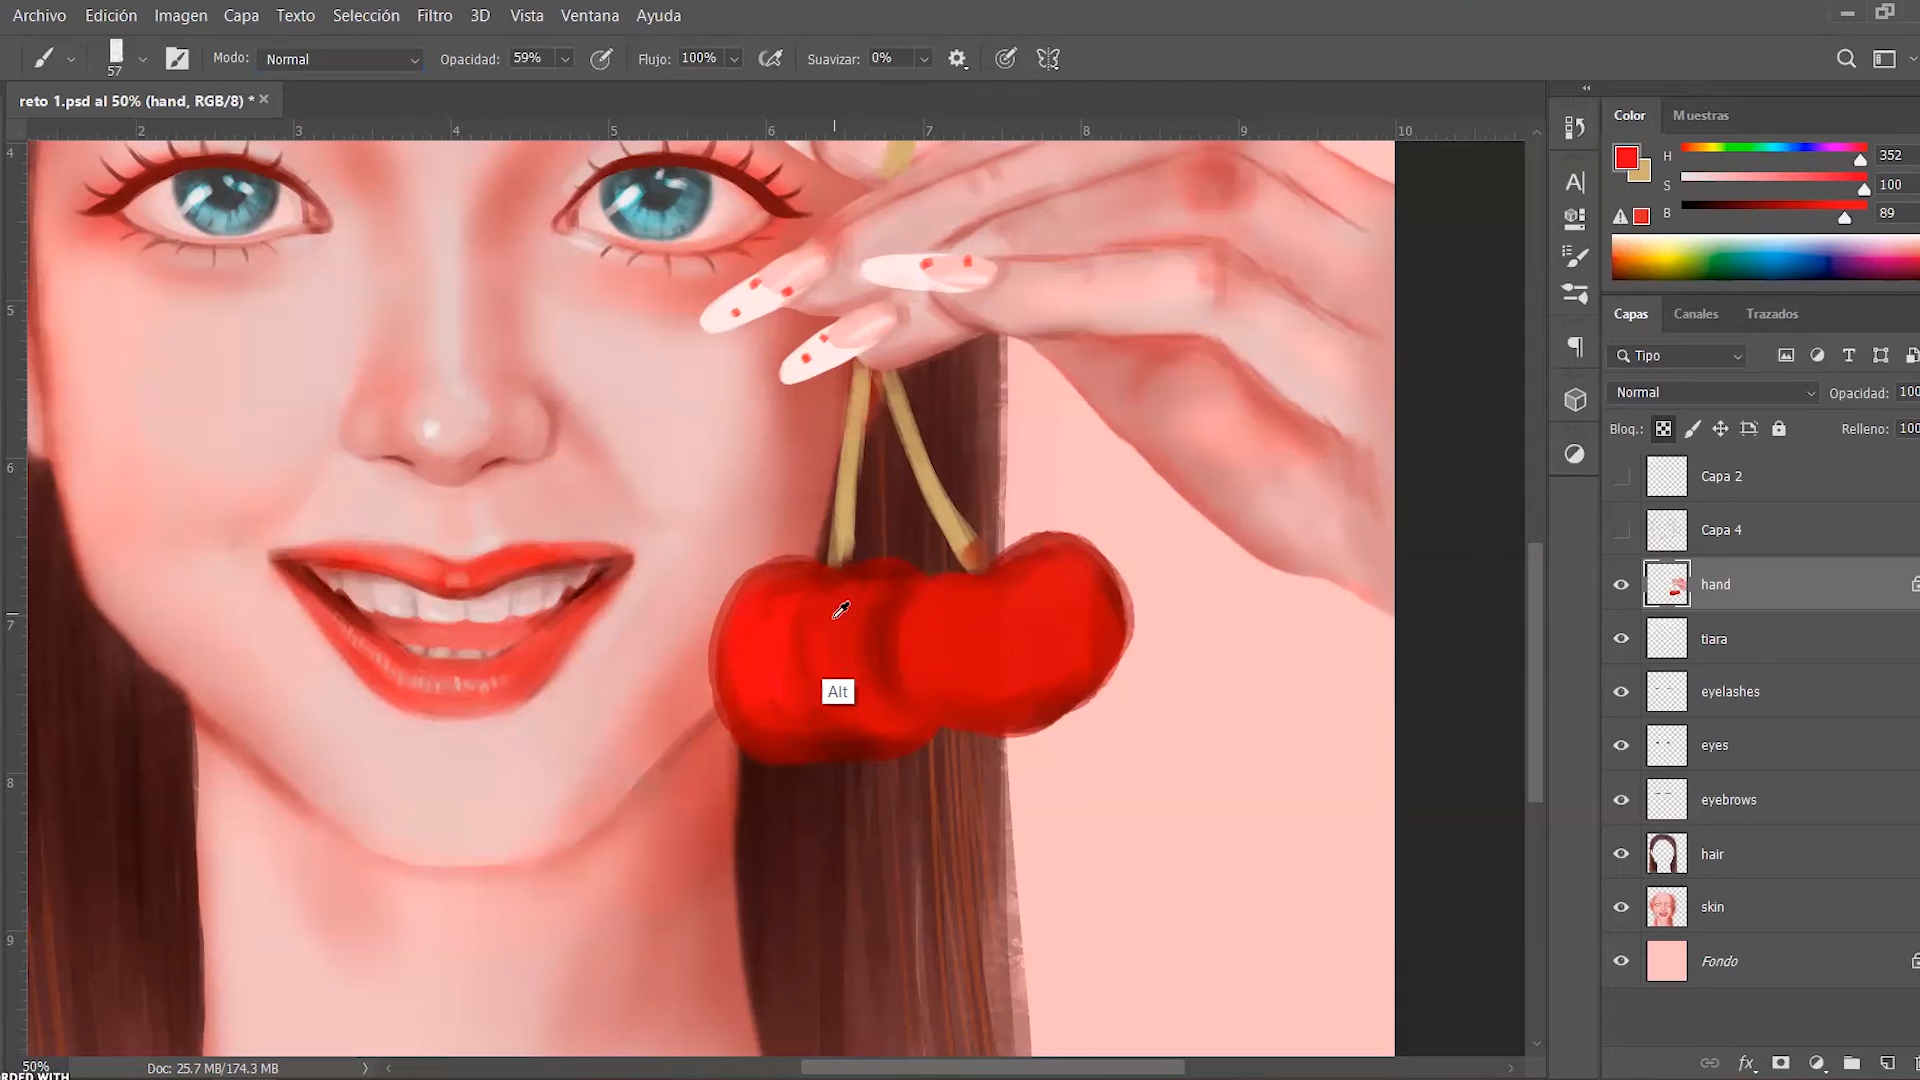 Archivo Edición Imagen Capa Texto Selección Filtro 3D Vista Ventana Ayuda
57 Modo: Normal Opacidad: 59% Flujo: 100% Suavizar: 0%
reto 1.psd al 50% (hand, RGB/8) *
2 3 4 5 6 7 8 9 10
4
5
6
7
8
9
Alt
Color Muestras
H 352
S 100
B 89
Capas Canales Trazados
Tipo
Normal Opacidad: 100
Bloq.: Relleno: 100
Capa 2
Capa 4
hand
tiara
eyelashes
eyes
eyebrows
hair
skin
Fondo
50% Doc: 25.7 MB/174.3 MB